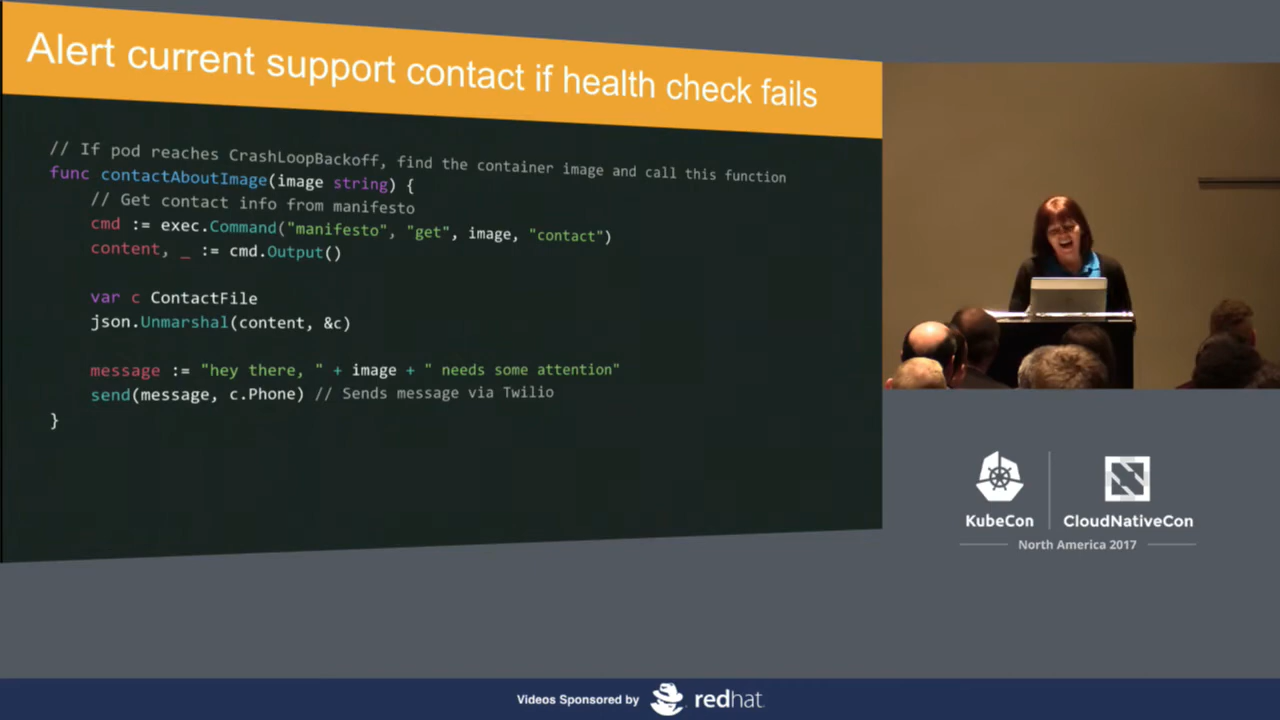 Alert current support contact if health check fails
// If pod reaches CrashLoopBackoff, find the container image and call this function
func contactAboutImage(image string) {
// Get contact info from manifesto
cmd := exec.Command("manifesto", "get", image, "contact")
content, _ := cmd.Output()
var c ContactFile
json.Unmarshal(content, &c)
message := "hey there, " + image + " needs some attention"
send(message, c.Phone) // Sends message via Twilio
}
KubeCon
CloudNativeCon
North America 2017
Videos Sponsored by redhat.